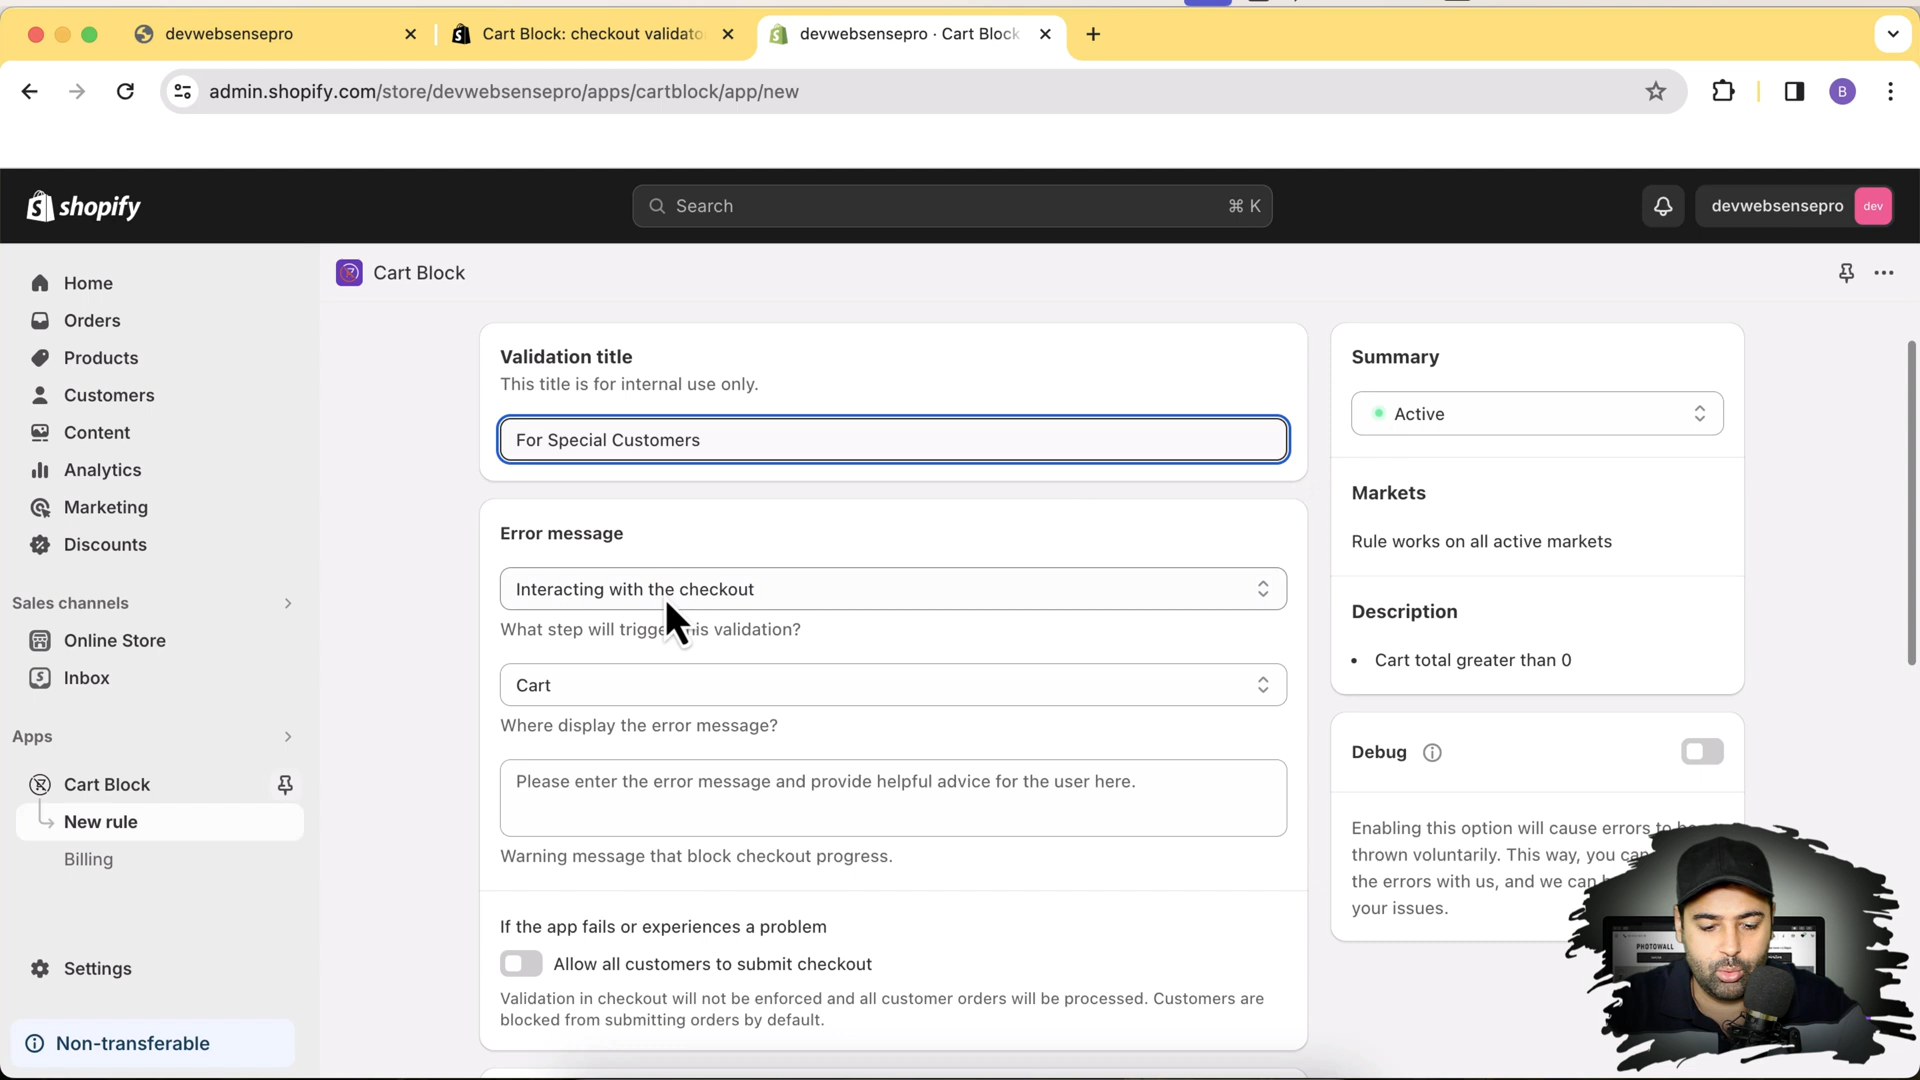 devwebsensepro
Cart Block: checkout validato
devwebsensepro · Cart Block
admin.shopify.com/store/devwebsensepro/apps/cartblock/app/new
B
shopify
Search
⌘ K
devwebsensepro
dev
Home
Orders
Products
Customers
Content
Analytics
Marketing
Discounts
Sales channels
Online Store
Inbox
Apps
Cart Block
New rule
Billing
Settings
Non-transferable
Cart Block
Validation title
This title is for internal use only.
For Special Customers
Error message
Interacting with the checkout
What step will trigge is validation?
Cart
Where display the error message?
Please enter the error message and provide helpful advice for the user here.
Warning message that block checkout progress.
If the app fails or experiences a problem
Allow all customers to submit checkout
Validation in checkout will not be enforced and all customer orders will be processed. Customers are
blocked from submitting orders by default.
Summary
Active
Markets
Rule works on all active markets
Description
• Cart total greater than 0
Debug
Enabling this option will cause errors to
thrown voluntarily. This way, you can
the errors with us, and we can
your issues.
PHOTOWALL